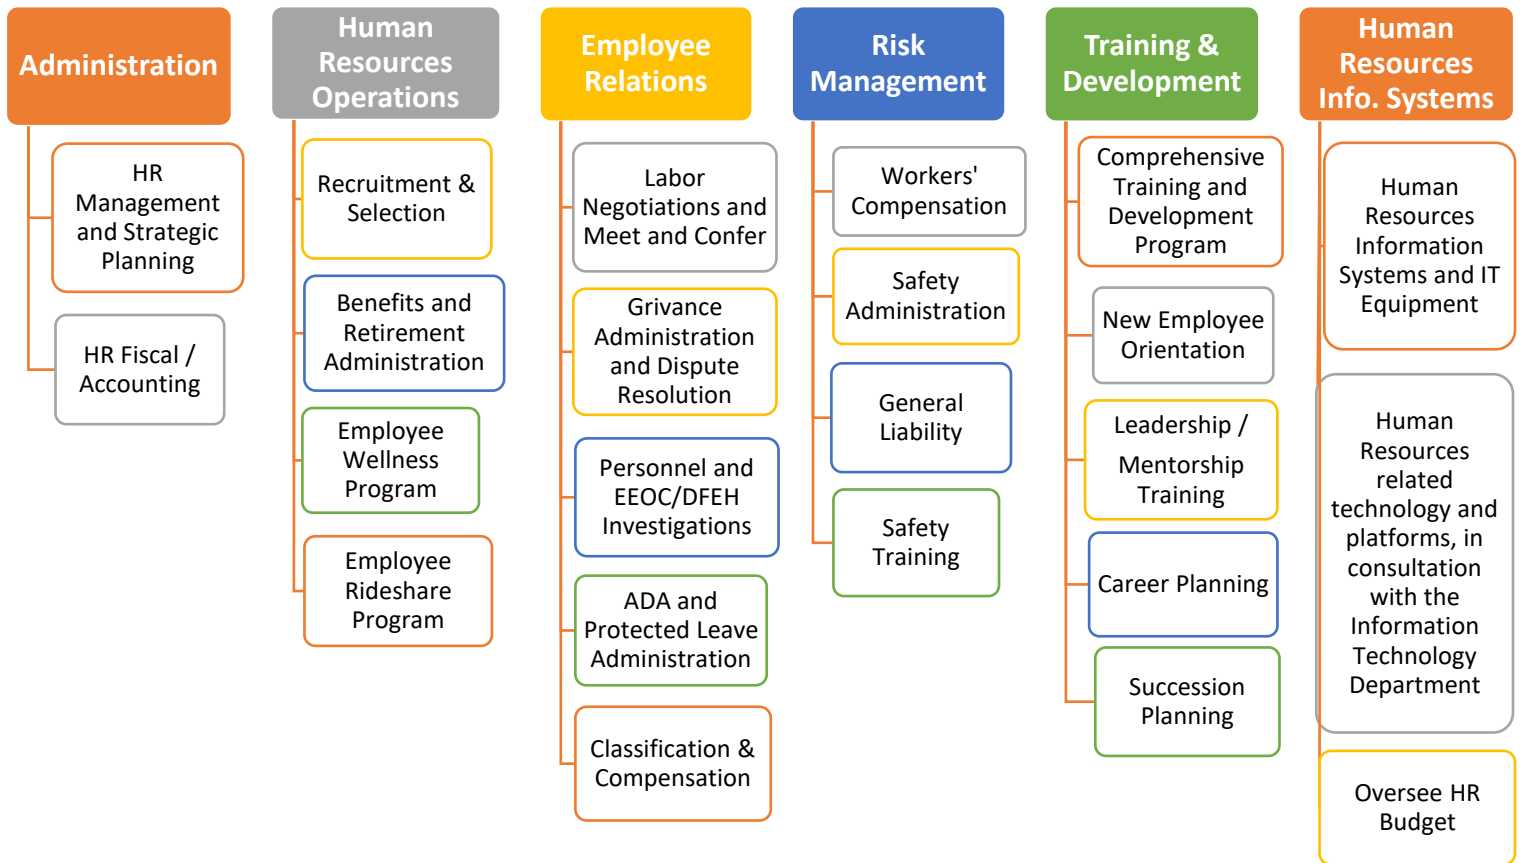 Administration
HR
Management
and Strategic
Planning
HR Fiscal /
Accounting
Human
Resources
Operations
Recruitment &
Selection
Benefits and
Retirement
Administration
Employee
Wellness
Program
Employee
Rideshare
Program
Employee
Relations
Labor
Negotiations and
Meet and Confer
Grivance
Administration
and Dispute
Resolution
Personnel and
EEOC/DFEH
Investigations
ADA and
Protected Leave
Administration
Classification &
Compensation
Risk
Management
Workers'
Compensation
Safety
Administration
General
Liability
Safety
Training
Training &
Development
Comprehensive
Training and
Development
Program
New Employee
Orientation
Leadership /
Mentorship
Training
Career Planning
Succession
Planning
Human
Resources
Info. Systems
Human
Resources
Information
Systems and IT
Equipment
Human
Resources
related
technology and
platforms, in
consultation
with the
Information
Technology
Department
Oversee HR
Budget